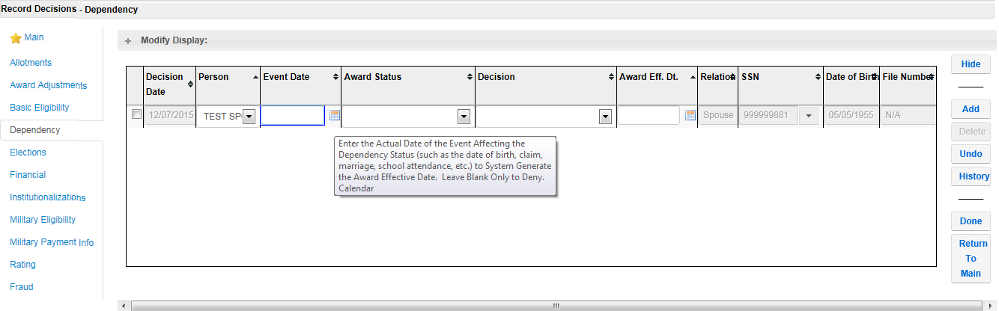 Record Decisions - Dependency
Main
Allotments
Award Adjustments
Basic Eligibility
Dependency
Elections
Financial
Institutionalizations
Military Eligibility
Military Payment Info
Rating
Fraud
+ Modify Display:
Decision Date Person Event Date Award Status Decision Award Eff. Dt. Relation SSN Date of Birth File Number
12/07/2015 TEST SP Spouse 999999881 05/05/1955 N/A
Enter the Actual Date of the Event Affecting the
Dependency Status (such as the date of birth, claim,
marriage, school attendance, etc.) to System Generate
the Award Effective Date. Leave Blank Only to Deny.
Calendar
Hide
Add
Delete
Undo
History
Done
Return
To
Main